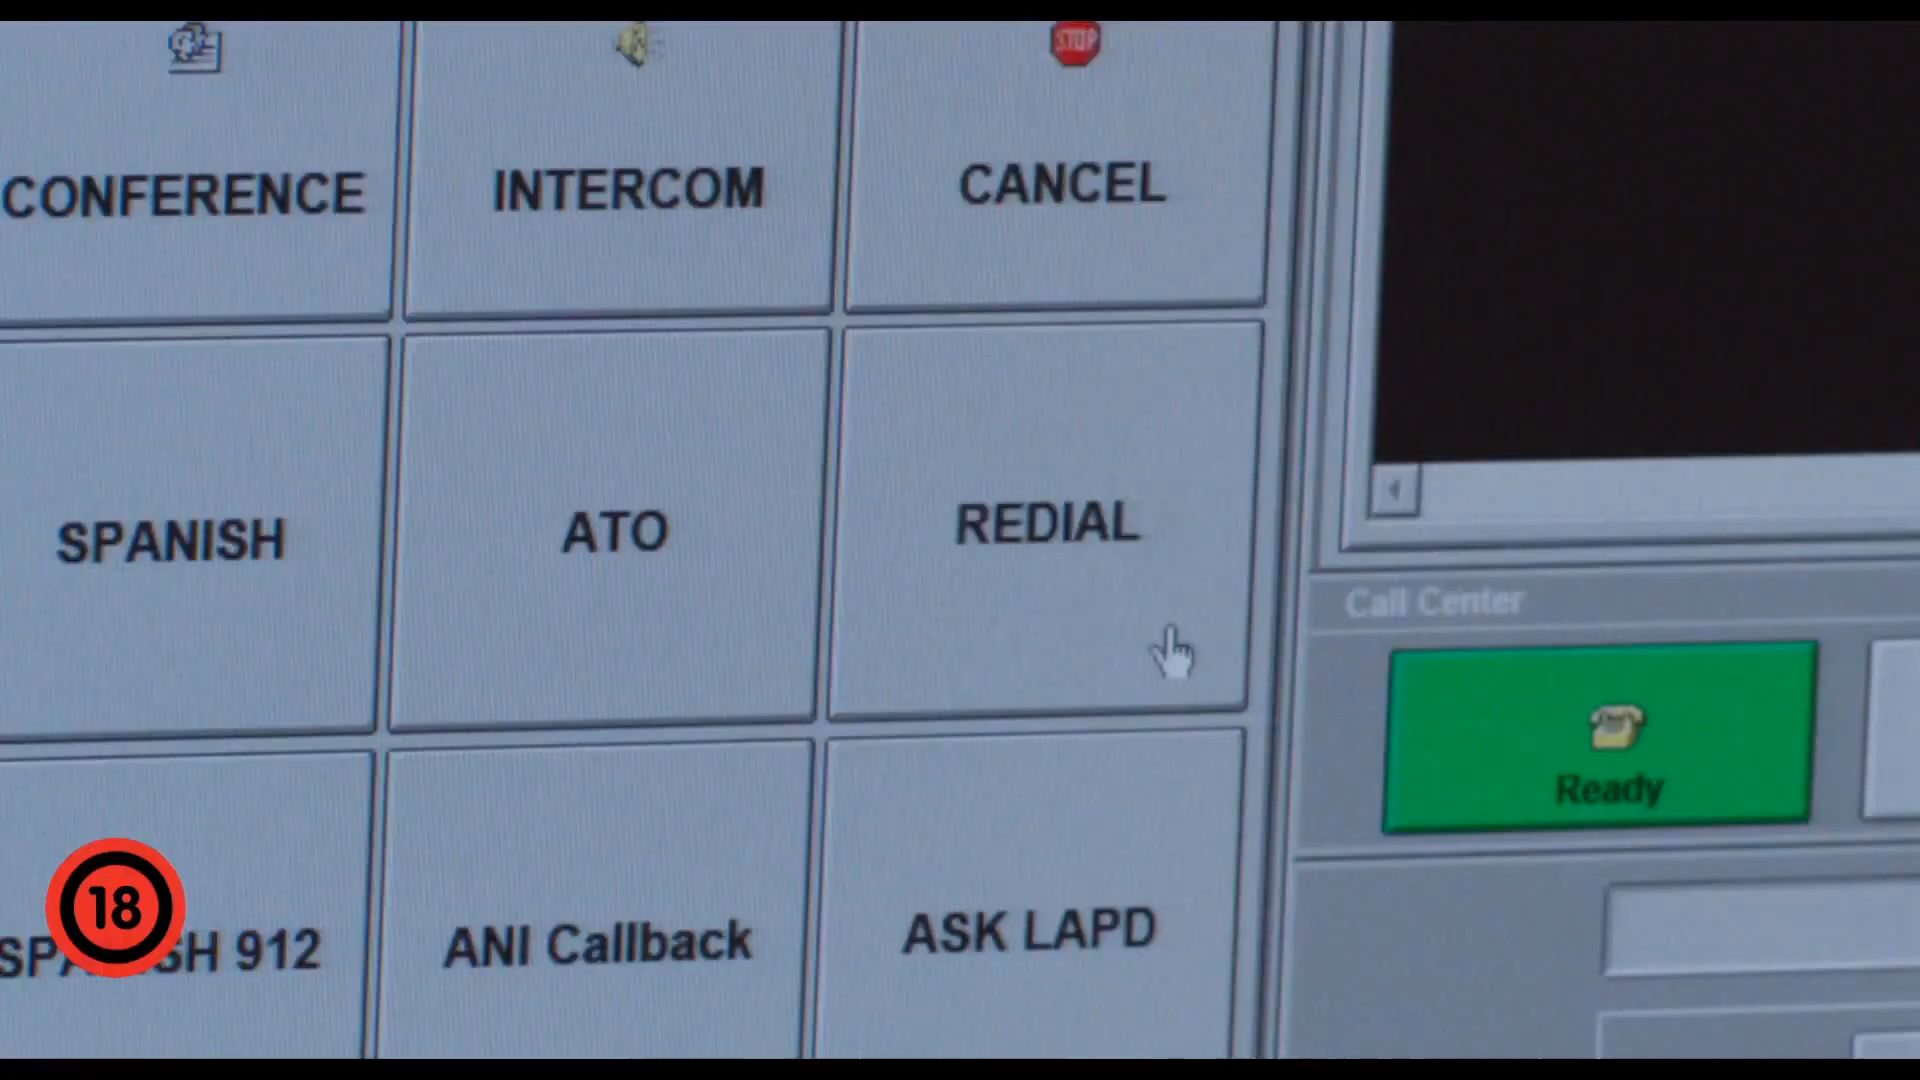 STOP
CONFERENCE
INTERCOM
CANCEL
SPANISH
ATO
REDIAL
Call Center
Ready
18
912
ANI Callback
ASK LAPD